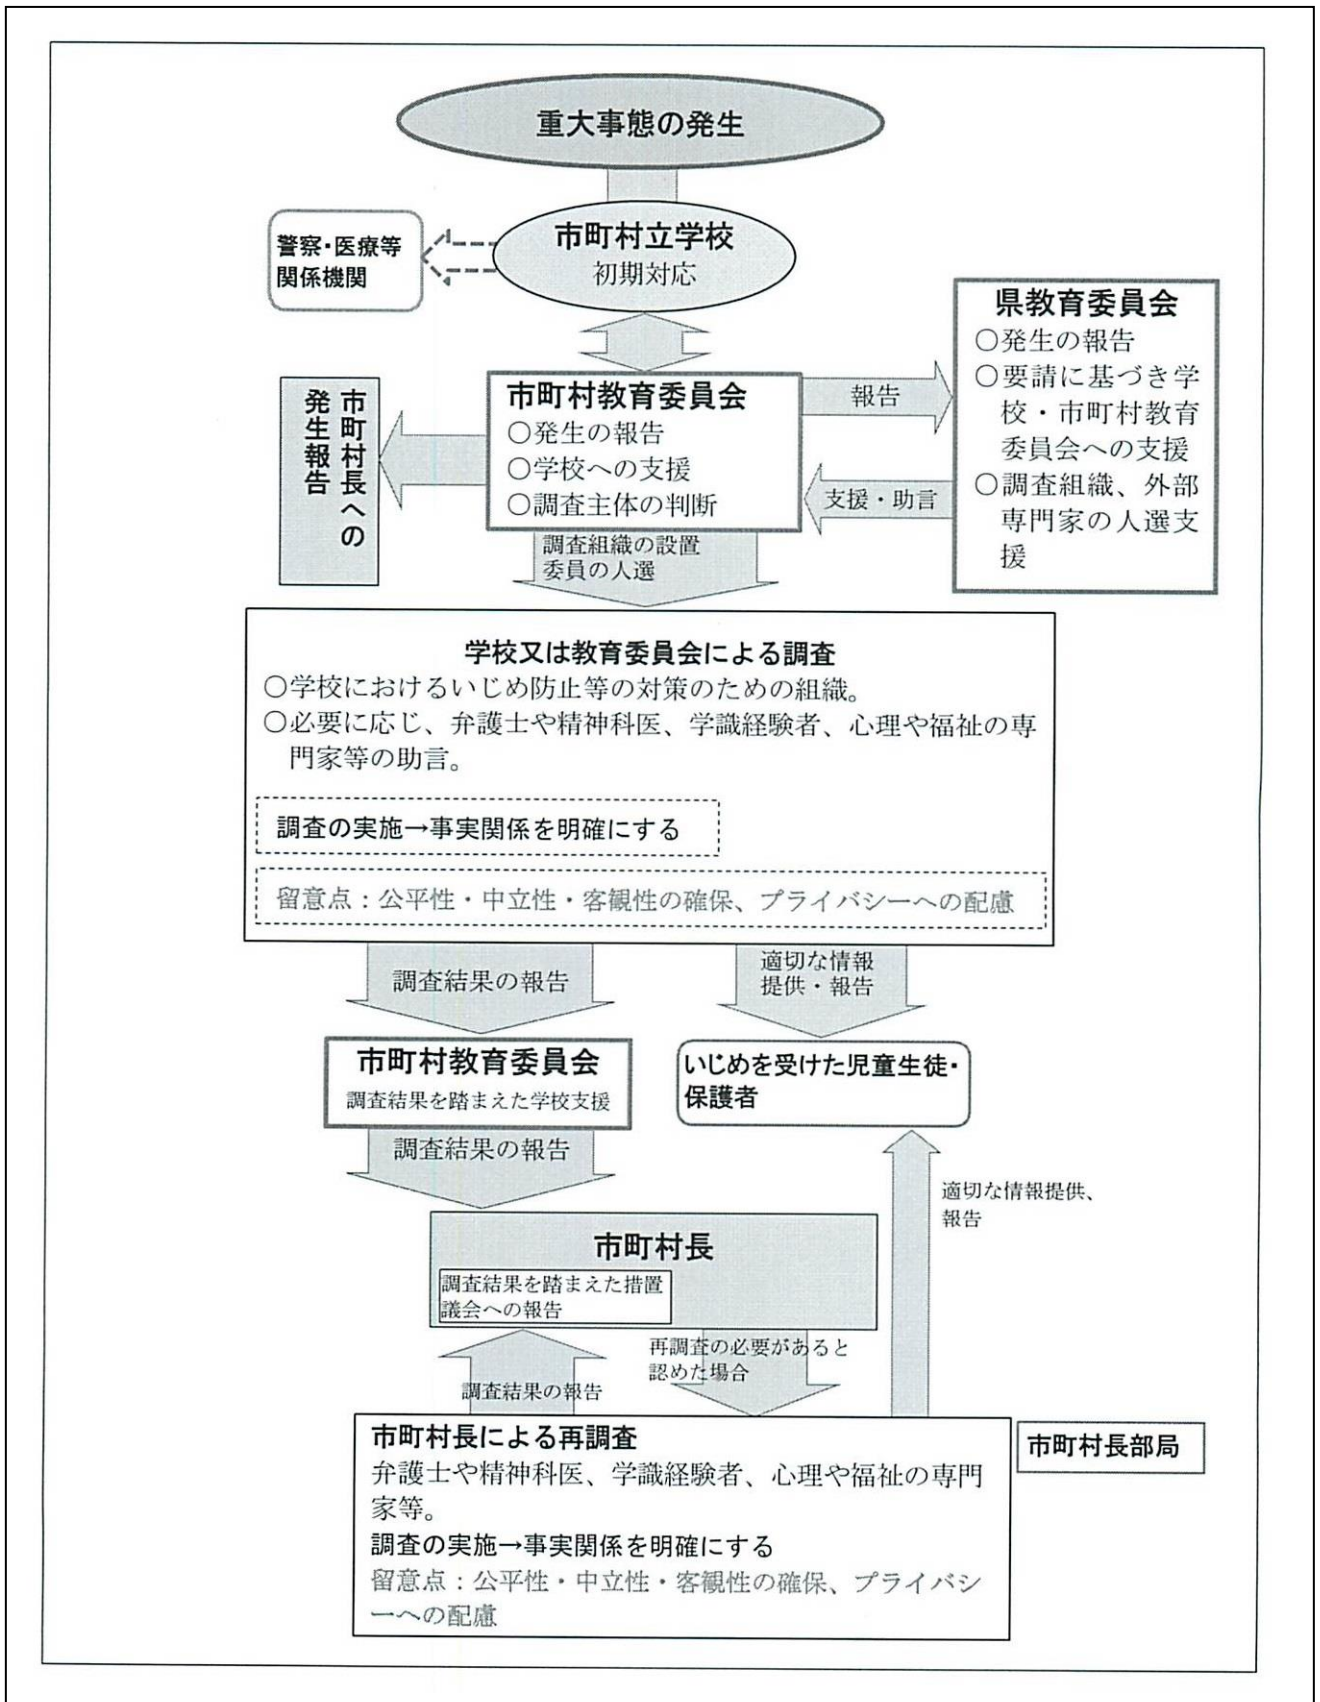 重大事態の発生
市町村立学校
初期対応
警察・医療等
関係機関
県教育委員会
○発生の報告
○要請に基づき学
校・市町村教育
委員会への支援
○調査組織、外部
専門家の人選支
援
市町村教育委員会
○発生の報告
○学校への支援
○調査主体の判断
報告
支援・助言
市町村長への
発生報告
調査組織の設置
委員の人選
学校又は教育委員会による調査
○学校におけるいじめ防止等の対策のための組織。
○必要に応じ、弁護士や精神科医、学識経験者、心理や福祉の専
門家等の助言。
調査の実施→事実関係を明確にする
留意点：公平性・中立性・客観性の確保、プライバシーへの配慮
調査結果の報告
適切な情報
提供・報告
市町村教育委員会
調査結果を踏まえた学校支援
いじめを受けた児童生徒・
保護者
調査結果の報告
適切な情報提供、
報告
市町村長
調査結果を踏まえた措置
議会への報告
再調査の必要があると
認めた場合
調査結果の報告
市町村長による再調査
弁護士や精神科医、学識経験者、心理や福祉の専門
家等。
調査の実施→事実関係を明確にする
留意点：公平性・中立性・客観性の確保、プライバシ
ーへの配慮
市町村長部局